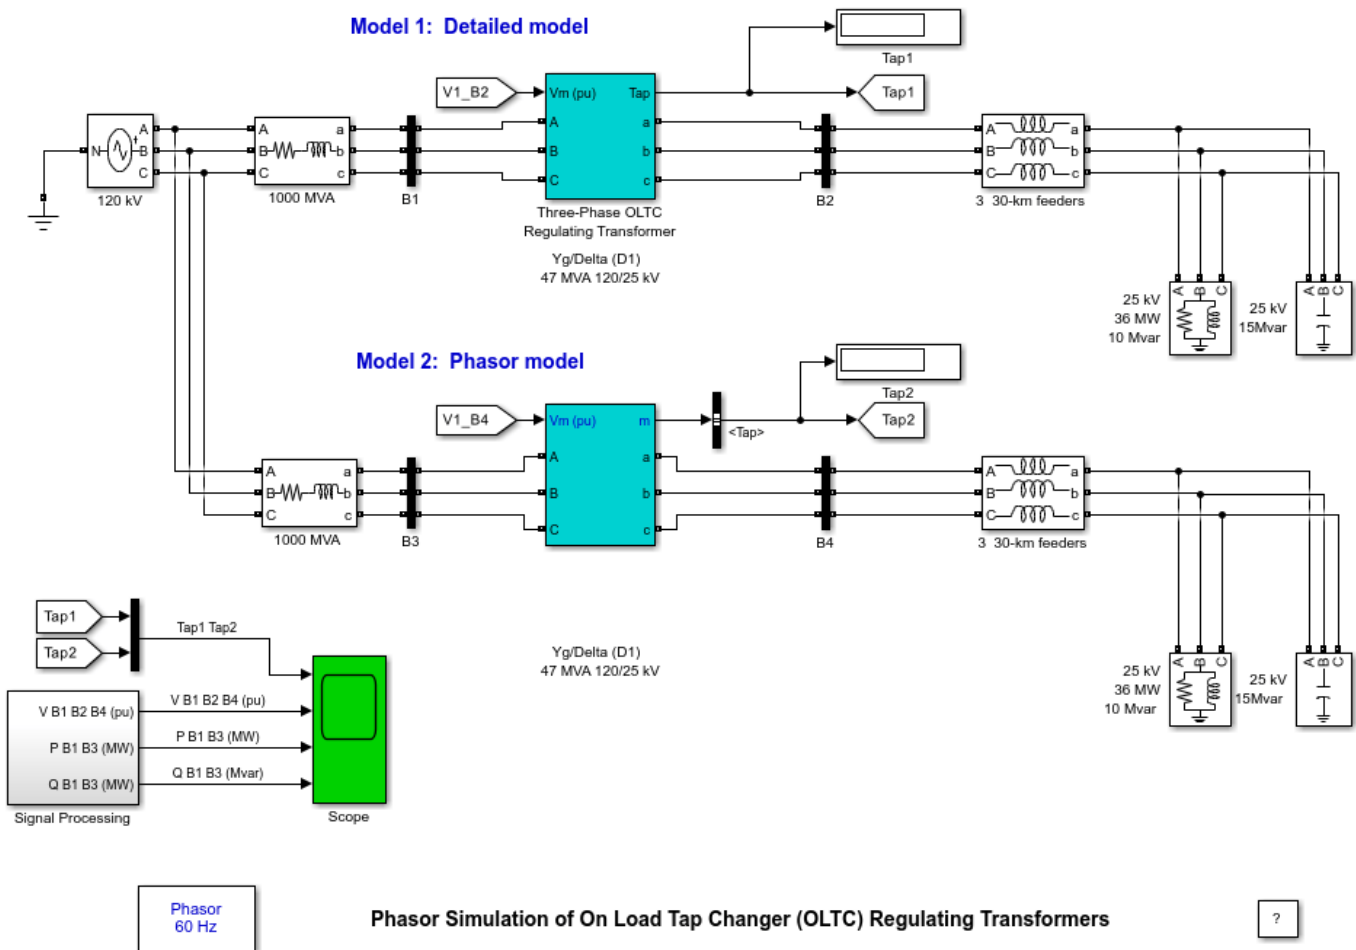 Model 1:  Detailed model
Tap1
V1_B2
Vm (pu)
Tap
Tap1
A
B
C
a
b
c
N
A
B
C
120 kV
A
B
C
a
b
c
1000 MVA
B1
Three-Phase OLTC
Regulating Transformer
Yg/Delta (D1)
47 MVA 120/25 kV
B2
A
B
C
a
b
c
3  30-km feeders
A
B
C
25 kV
36 MW
10 Mvar
A
B
C
25 kV
15Mvar
Model 2:  Phasor model
Tap2
V1_B4
Vm (pu)
m
<Tap>
Tap2
A
B
C
a
b
c
A
B
C
a
b
c
1000 MVA
B3
B4
A
B
C
a
b
c
3  30-km feeders
Yg/Delta (D1)
47 MVA 120/25 kV
A
B
C
25 kV
36 MW
10 Mvar
A
B
C
25 kV
15Mvar
Tap1
Tap2
Tap1 Tap2
V B1 B2 B4 (pu)
V B1 B2 B4 (pu)
P B1 B3 (MW)
P B1 B3 (MW)
Q B1 B3 (MW)
Q B1 B3 (Mvar)
Signal Processing
Scope
Phasor
60 Hz
Phasor Simulation of On Load Tap Changer (OLTC) Regulating Transformers
?